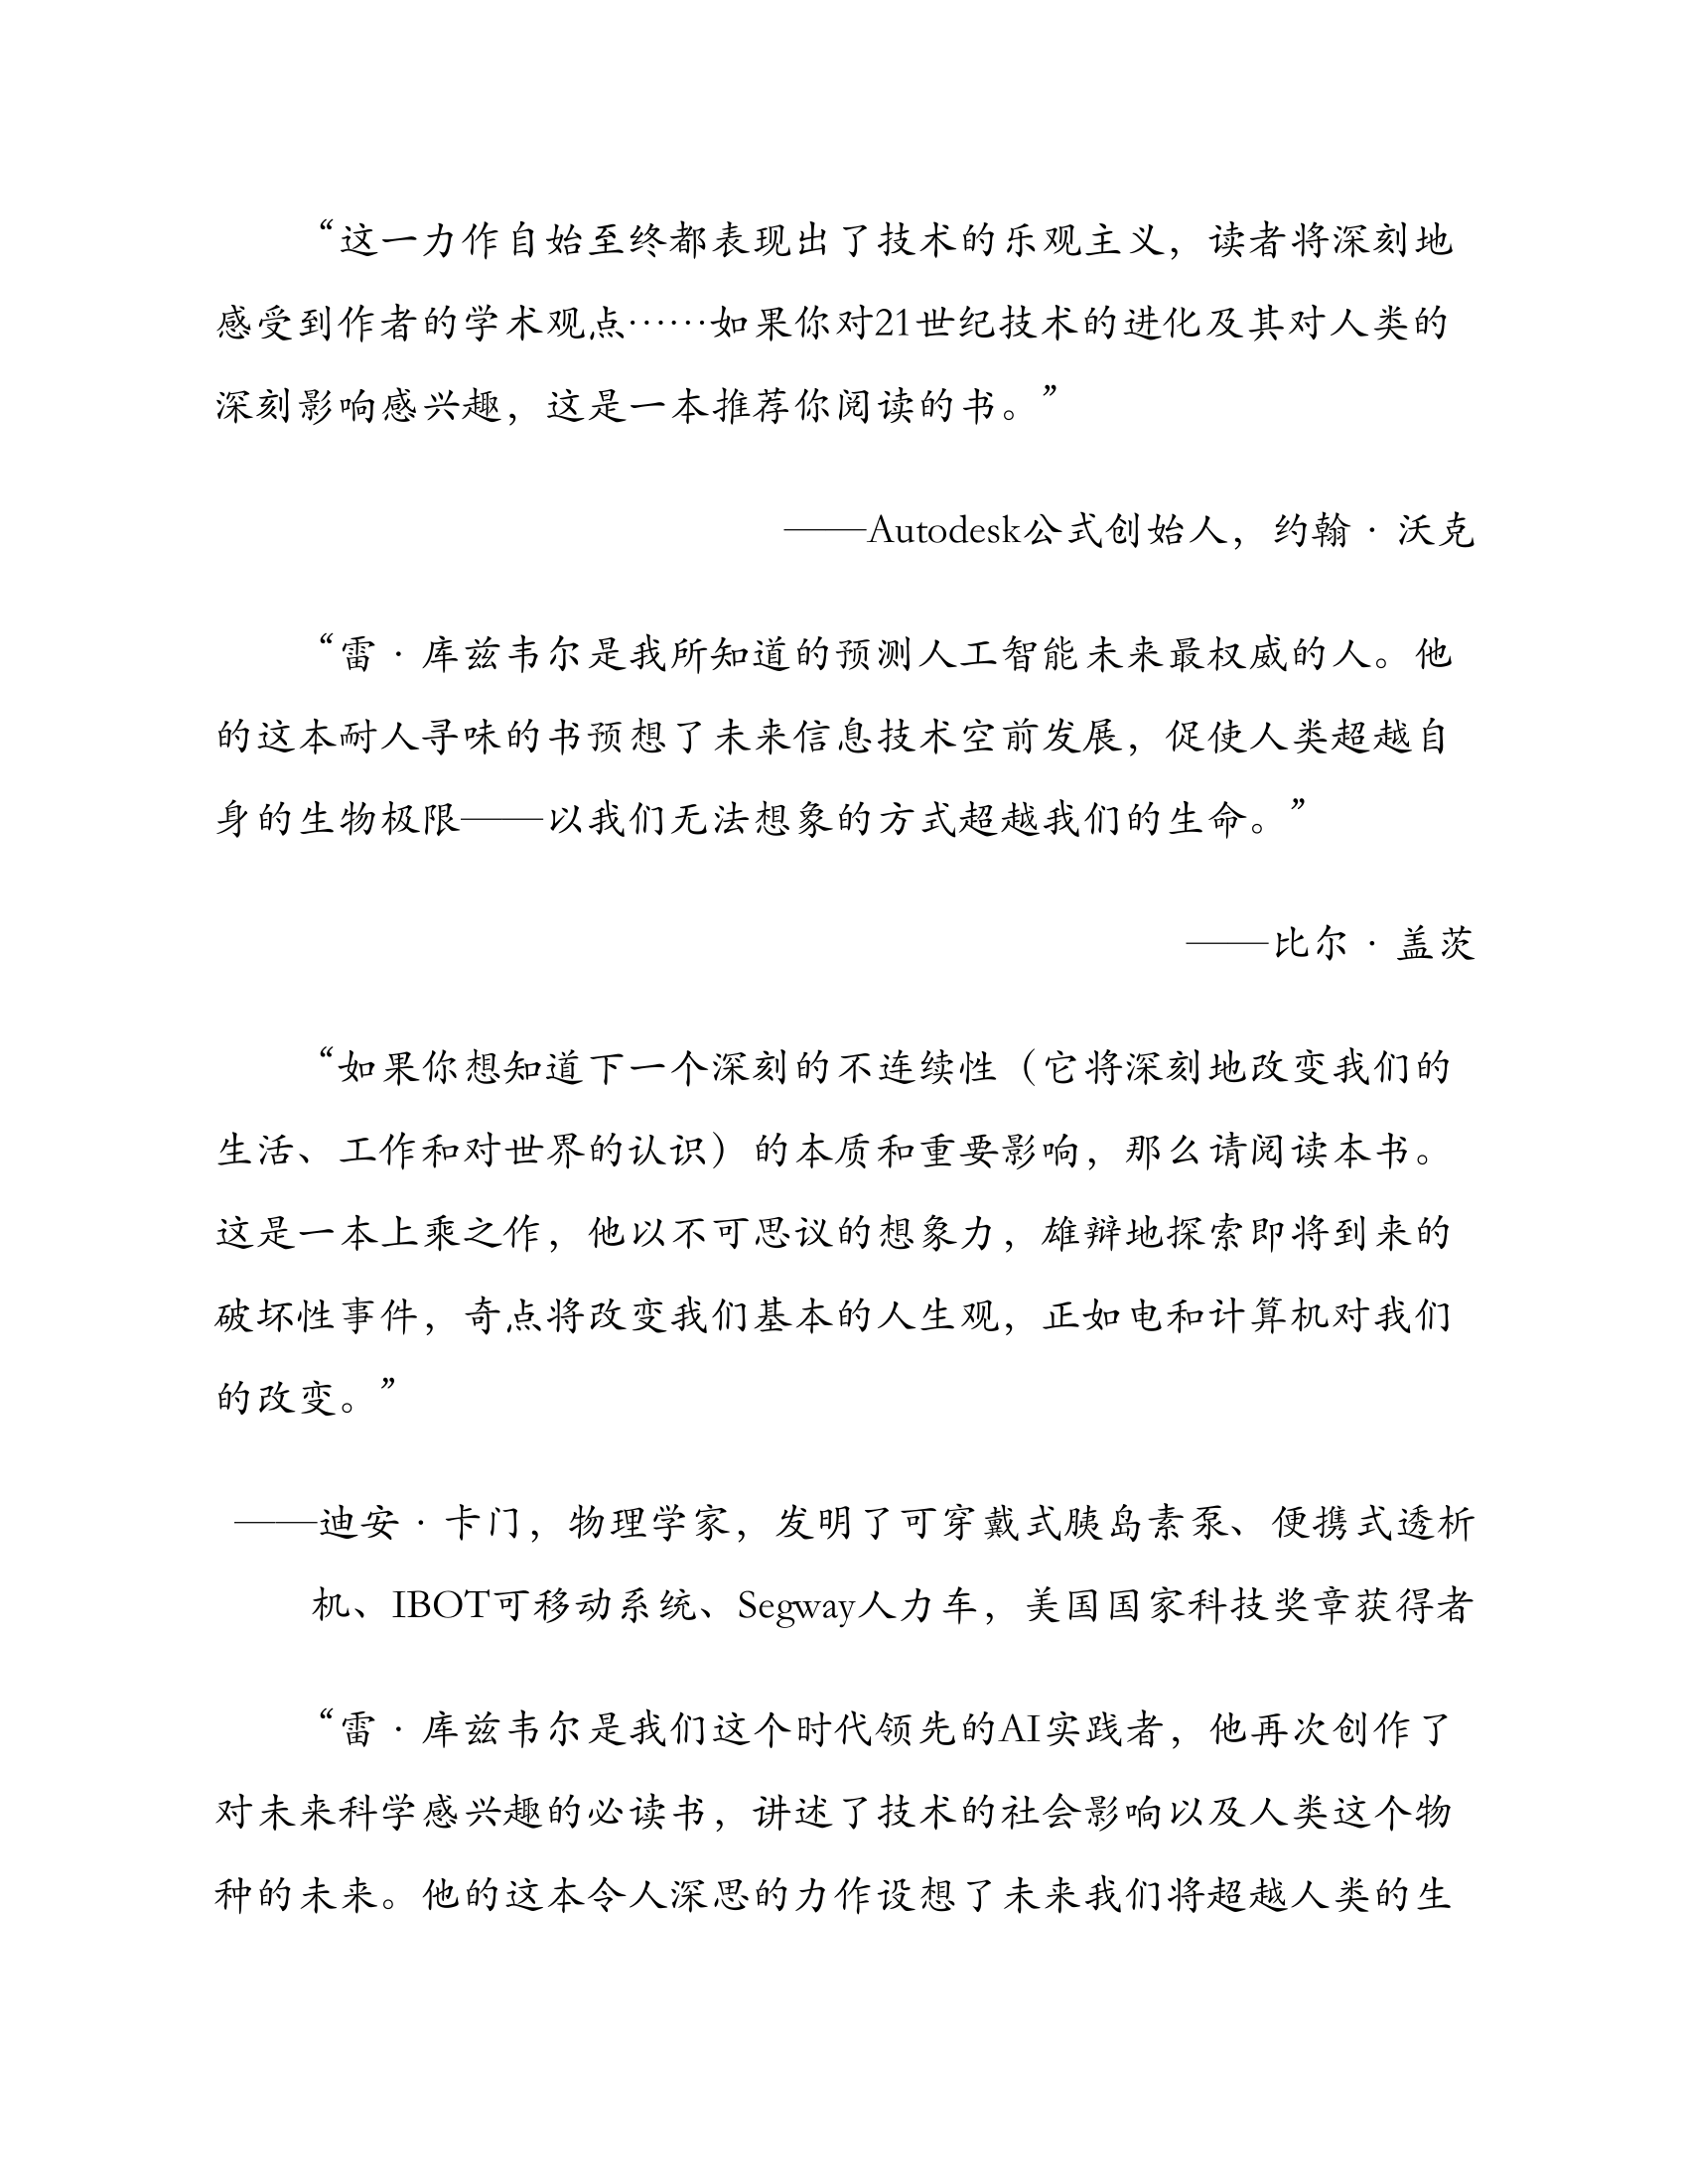 “这一力作自始至终都表现出了技术的乐观主义，读者将深刻地
感受到作者的学术观点……如果你对21世纪技术的进化及其对人类的
深刻影响感兴趣，这是一本推荐你阅读的书。”
——Autodesk公式创始人，约翰·沃克
“雷·库兹韦尔是我所知道的预测人工智能未来最权威的人。他
的这本耐人寻味的书预想了未来信息技术空前发展，促使人类超越自
身的生物极限——以我们无法想象的方式超越我们的生命。”
——比尔·盖茨
“如果你想知道下一个深刻的不连续性（它将深刻地改变我们的
生活、工作和对世界的认识）的本质和重要影响，那么请阅读本书。
这是一本上乘之作，他以不可思议的想象力，雄辩地探索即将到来的
破坏性事件，奇点将改变我们基本的人生观，正如电和计算机对我们
的改变。”
——迪安·卡门，物理学家，发明了可穿戴式胰岛素泵、便携式透析
机、IBOT可移动系统、Segway人力车，美国国家科技奖章获得者
“雷·库兹韦尔是我们这个时代领先的AI实践者，他再次创作了
对未来科学感兴趣的必读书，讲述了技术的社会影响以及人类这个物
种的未来。他的这本令人深思的力作设想了未来我们将超越人类的生